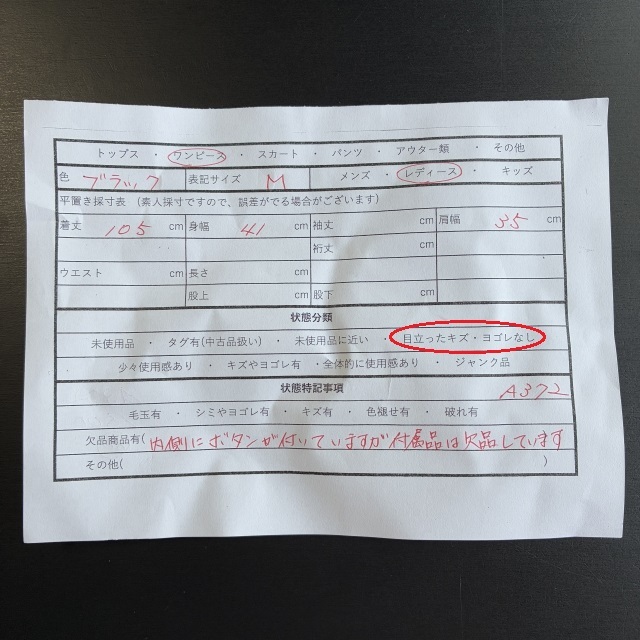 トップス ・ ワンピース ・ スカート ・ パンツ ・ アウター類 ・ その他
色 ブラック 表記サイズ M メンズ ・ レディース ・ キッズ
平置き採寸表 （素人採寸ですので、誤差がでる場合がございます）
着丈 105 cm 身幅 41 cm 袖丈 cm 肩幅 35 cm
裄丈 cm
ウエスト cm 長さ cm
股上 cm 股下 cm
状態分類
未使用品 ・ タグ有(中古品扱い) ・ 未使用品に近い ・ 目立ったキズ・ヨゴレなし
少々使用感あり ・ キズやヨゴレ有 ・全体的に使用感あり ・ ジャンク品
状態特記事項 A372
毛玉有 ・ シミやヨゴレ有 ・ キズ有 ・ 色褪せ有 ・ 破れ有
欠品商品有( 内側にボタンが付いていますが付属品は欠品しています
その他( )